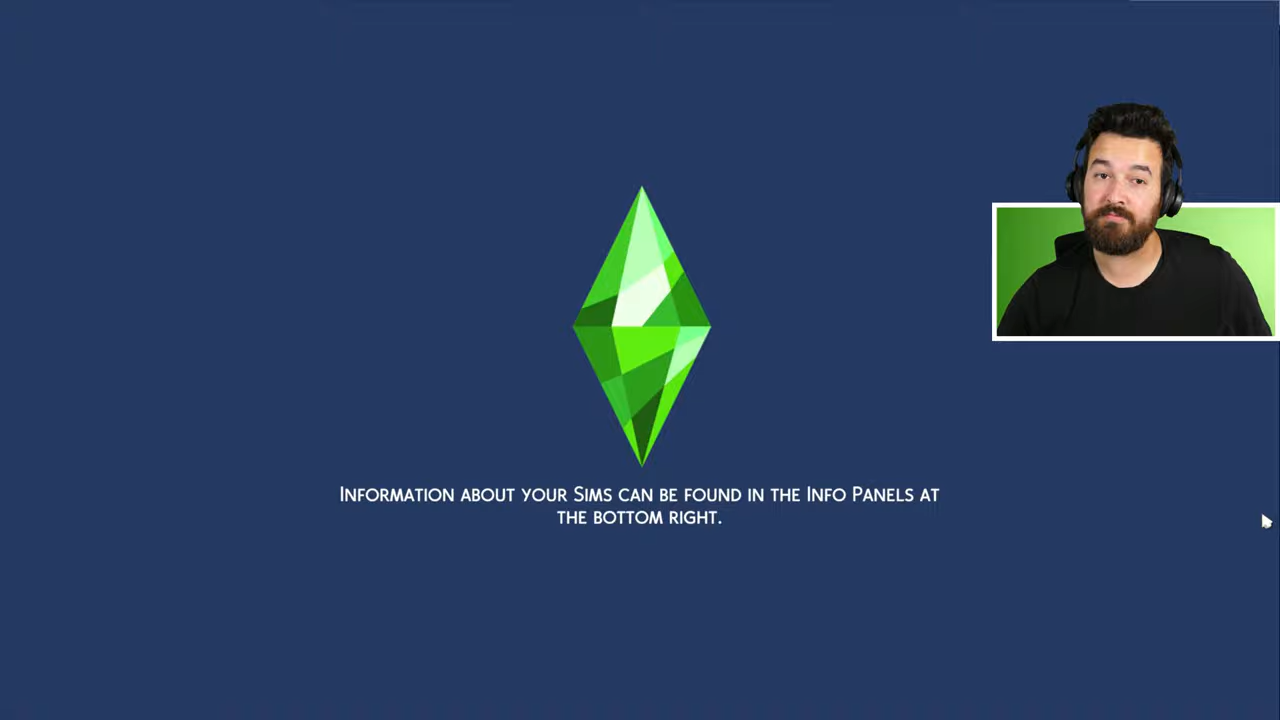 Information about your Sims can be found in the Info Panels at
the bottom right.